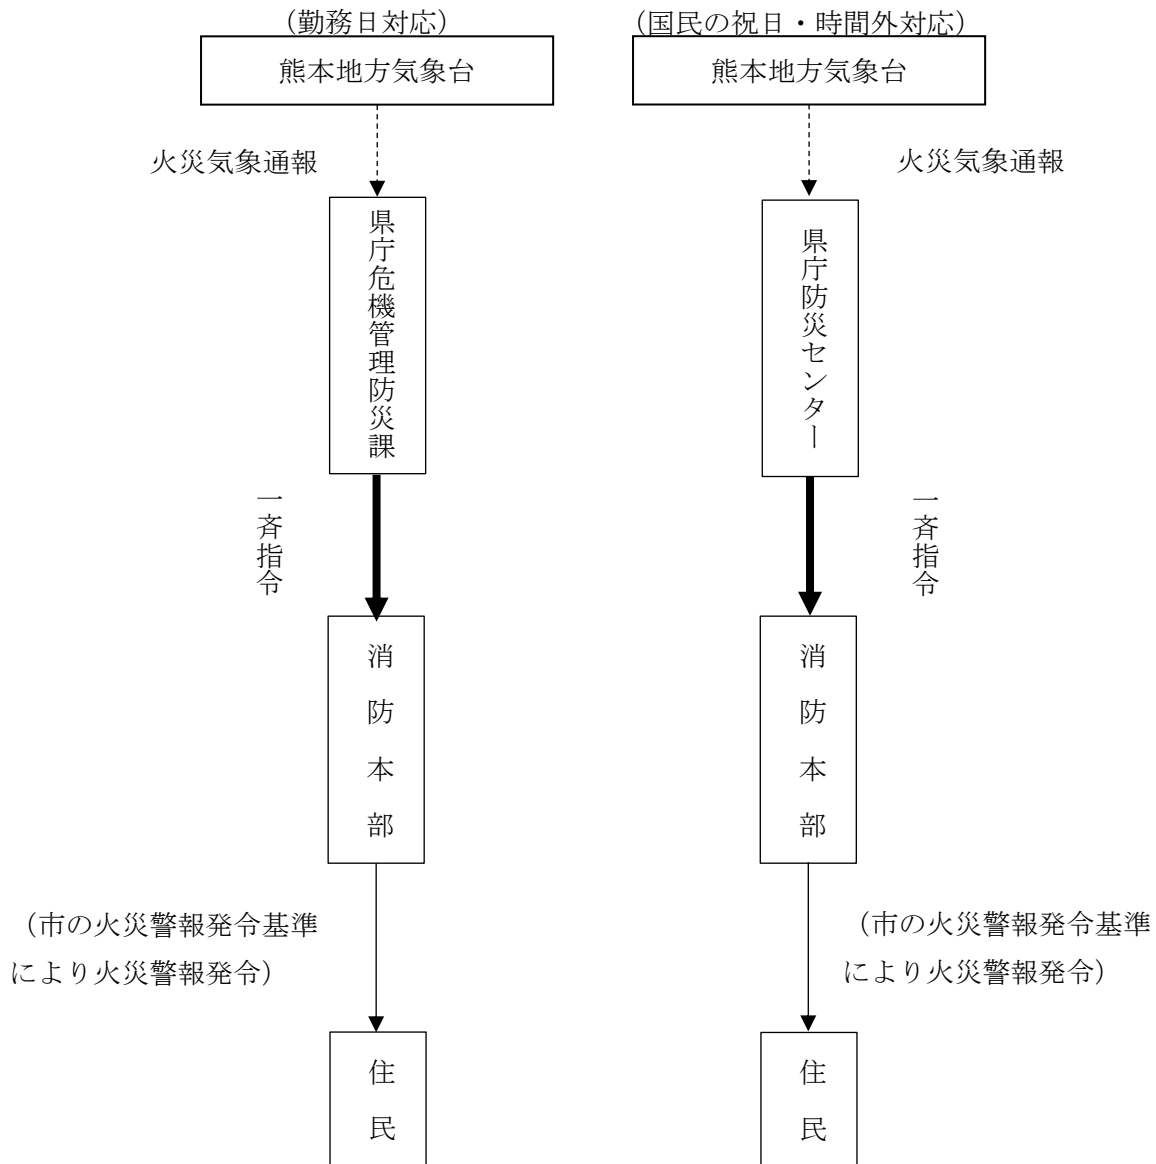 （勤務日対応）
熊本地方気象台
火災気象通報
県庁危機管理防災課
一斉指令
消防本部
（市の火災警報発令基準
により火災警報発令）
住民
（国民の祝日・時間外対応）
熊本地方気象台
火災気象通報
県庁防災センター
一斉指令
消防本部
（市の火災警報発令基準
により火災警報発令）
住民